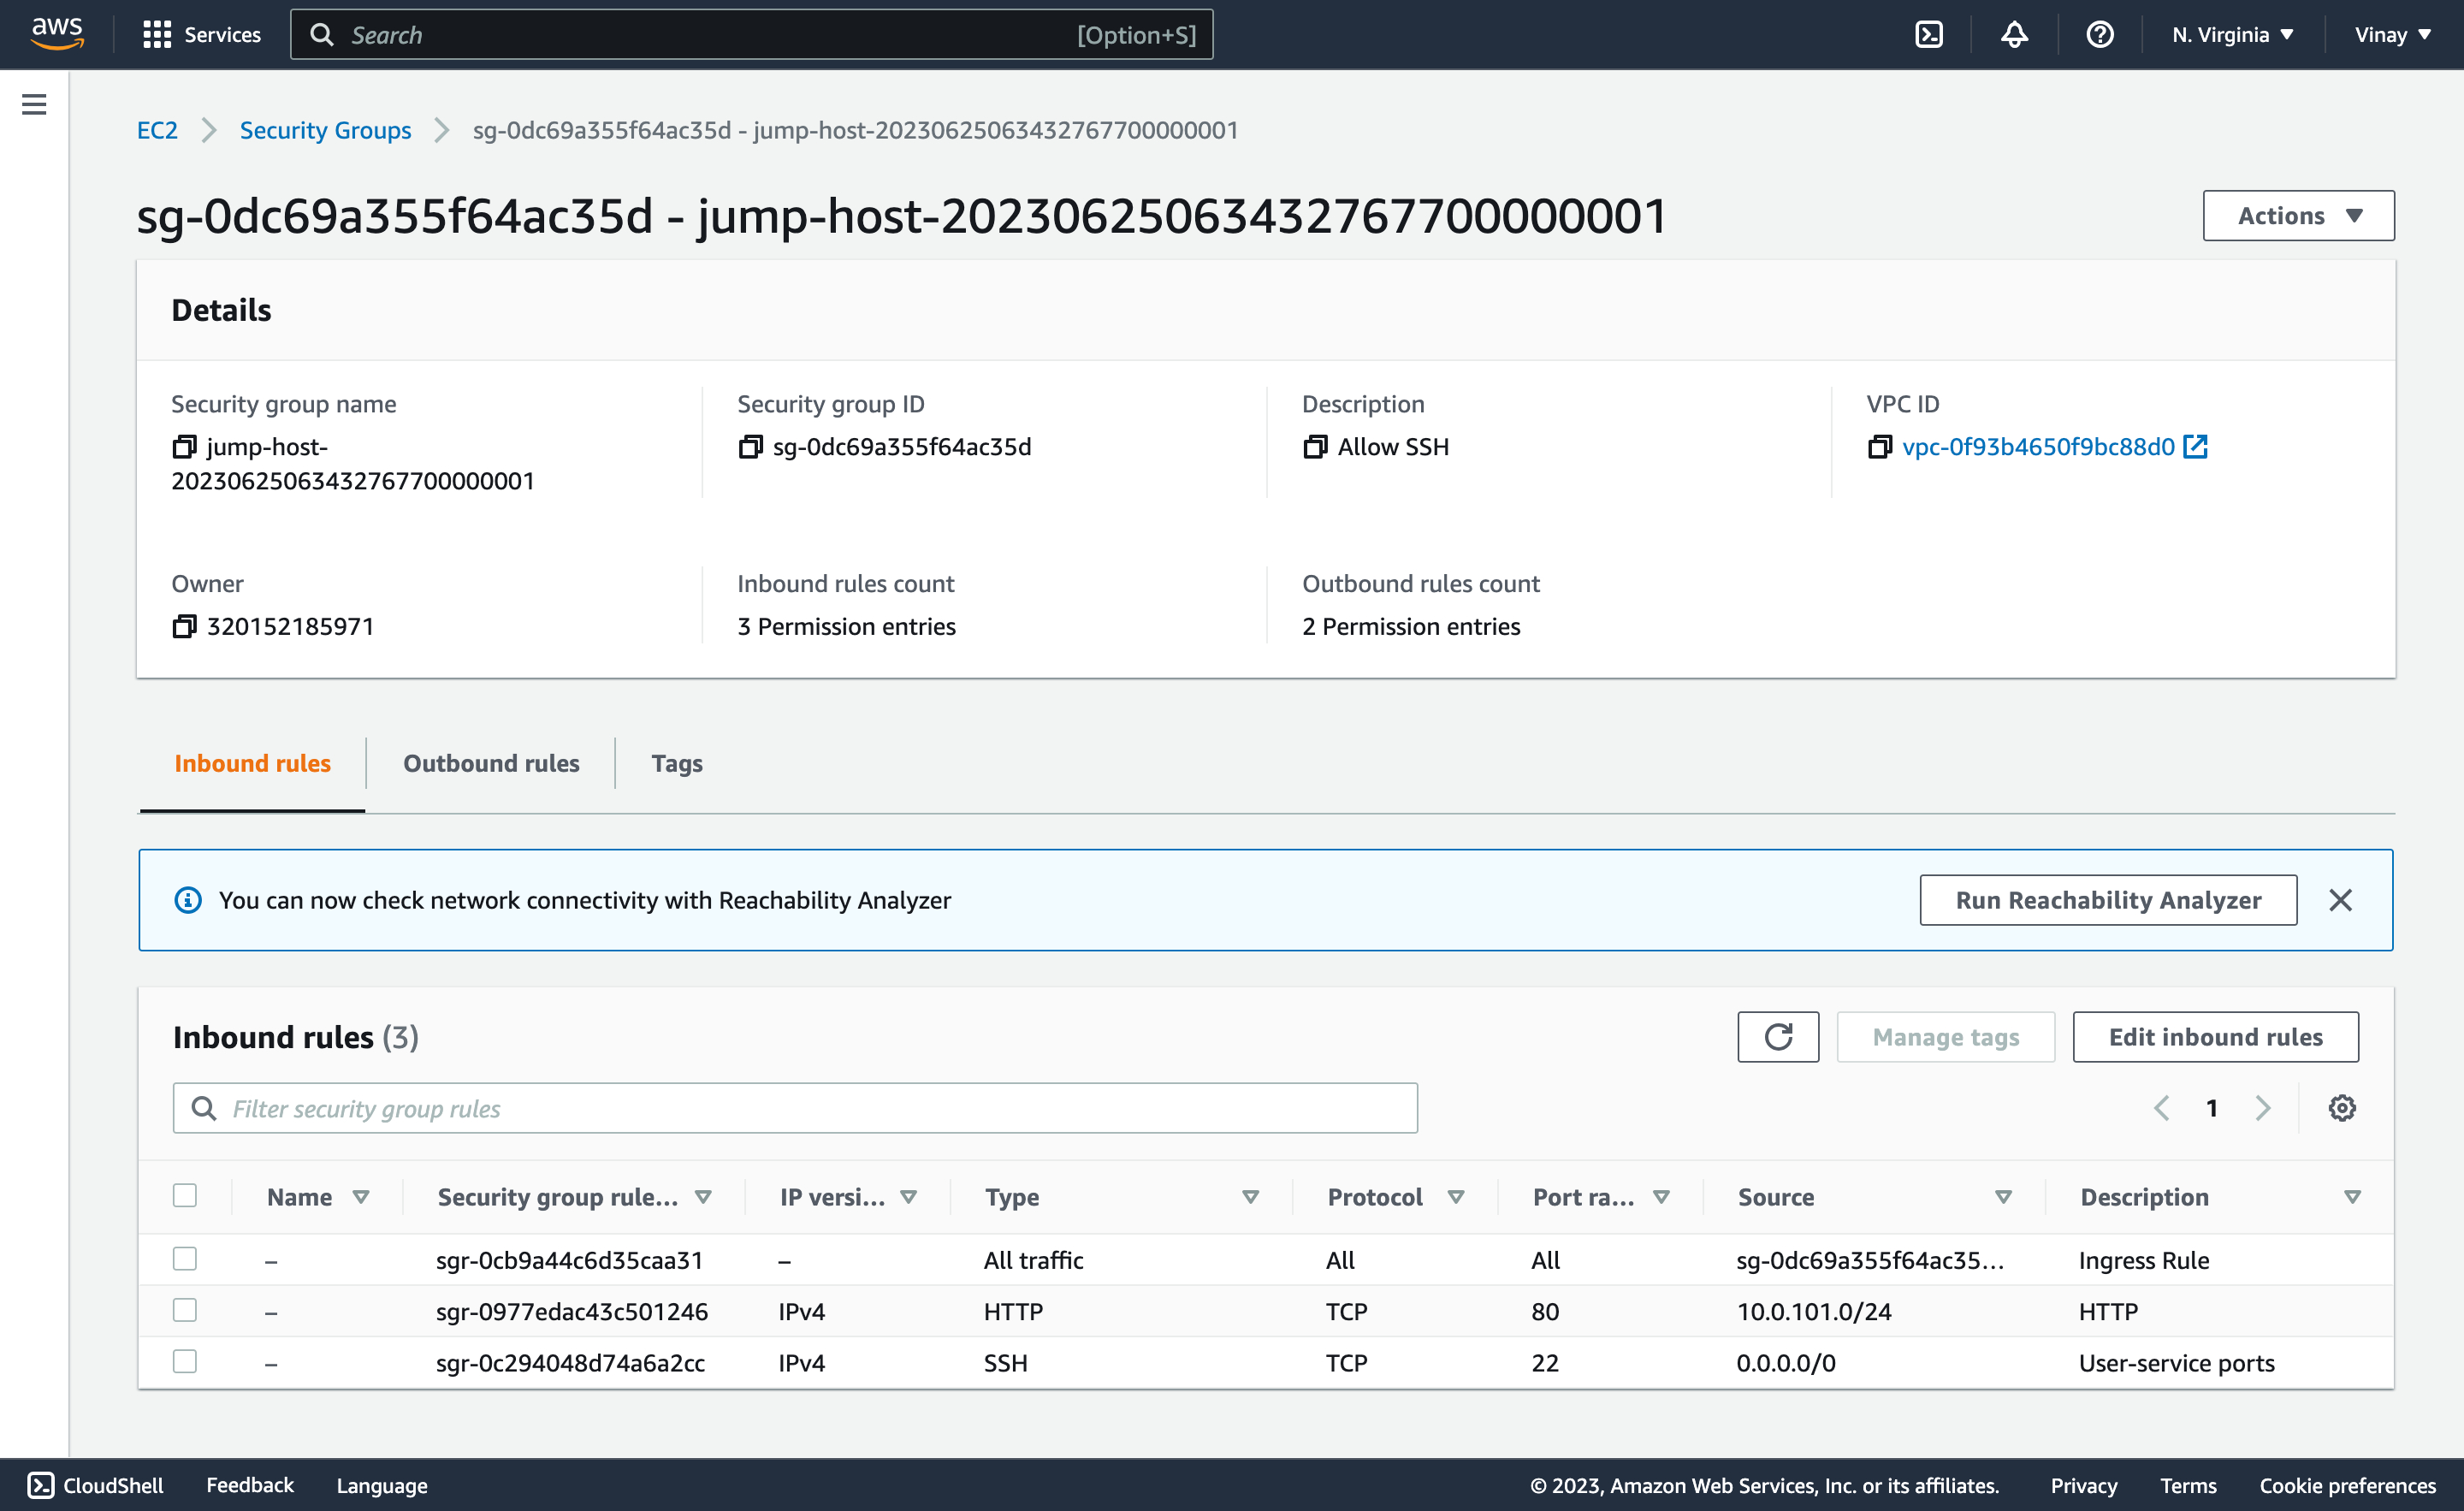 aws Services Search [Option+S] N. Virginia Vinay
EC2 Security Groups sg-0dc69a355f64ac35d - jump-host-20230625063432767700000001
sg-0dc69a355f64ac35d - jump-host-20230625063432767700000001
Actions
Details
Security group name
jump-host-
20230625063432767700000001
Security group ID
sg-0dc69a355f64ac35d
Description
Allow SSH
VPC ID
vpc-0f93b4650f9bc88d0
Owner
320152185971
Inbound rules count
3 Permission entries
Outbound rules count
2 Permission entries
Inbound rules Outbound rules Tags
You can now check network connectivity with Reachability Analyzer Run Reachability Analyzer
Inbound rules (3) Manage tags Edit inbound rules
Filter security group rules 1
Name Security group rule... IP versi... Type Protocol Port ra... Source Description
– sgr-0cb9a44c6d35caa31 – All traffic All All sg-0dc69a355f64ac35... Ingress Rule
– sgr-0977edac43c501246 IPv4 HTTP TCP 80 10.0.101.0/24 HTTP
– sgr-0c294048d74a6a2cc IPv4 SSH TCP 22 0.0.0.0/0 User-service ports
CloudShell Feedback Language © 2023, Amazon Web Services, Inc. or its affiliates. Privacy Terms Cookie preferences